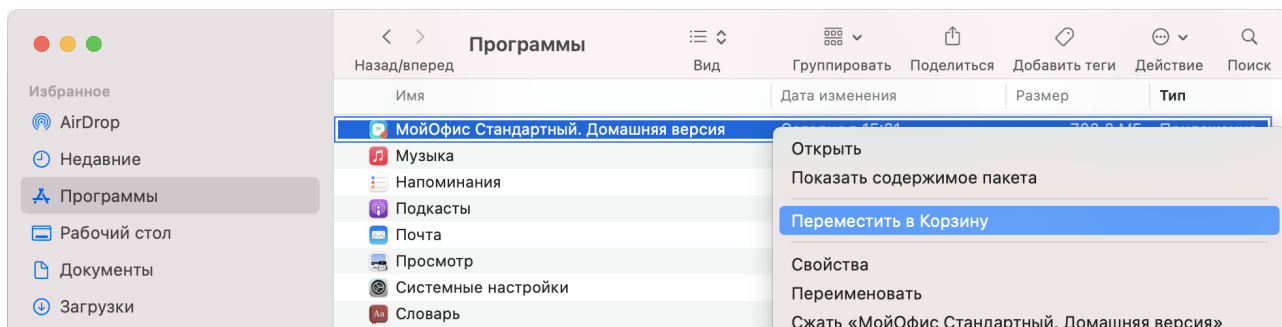 Программы
Назад/вперед
Вид
Группировать
Поделиться
Добавить теги
Действие
Поиск
Избранное
AirDrop
Недавние
Программы
Рабочий стол
Документы
Загрузки
Имя
Дата изменения
Размер
Тип
МойОфис Стандартный. Домашняя версия
Музыка
Напоминания
Подкасты
Почта
Просмотр
Системные настройки
Словарь
Открыть
Показать содержимое пакета
Переместить в Корзину
Свойства
Переименовать
Сжать «МойОфис Стандартный. Домашняя версия»